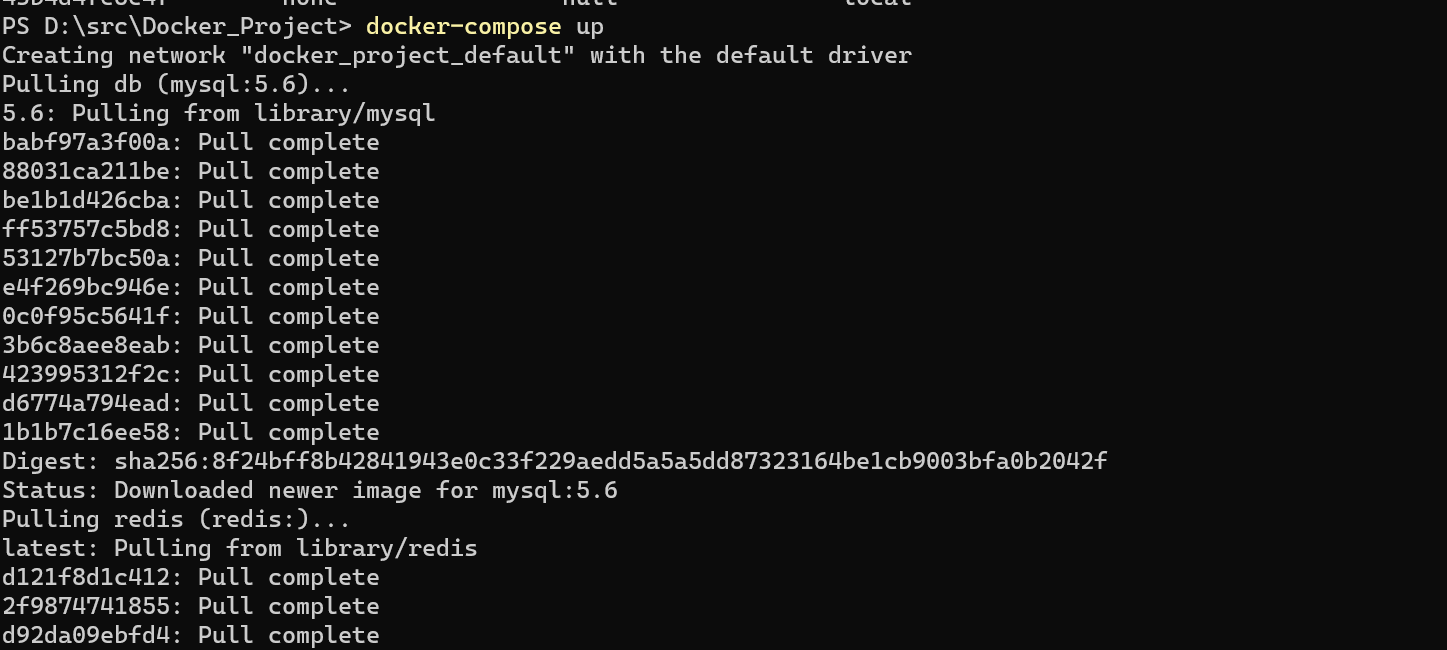 PS D:\src\Docker_Project> docker-compose up
Creating network "docker_project_default" with the default driver
Pulling db (mysql:5.6)...
5.6: Pulling from library/mysql
babf97a3f00a: Pull complete
88031ca211be: Pull complete
be1b1d426cba: Pull complete
ff53757c5bd8: Pull complete
53127b7bc50a: Pull complete
e4f269bc946e: Pull complete
0c0f95c5641f: Pull complete
3b6c8aee8eab: Pull complete
423995312f2c: Pull complete
d6774a794ead: Pull complete
1b1b7c16ee58: Pull complete
Digest: sha256:8f24bff8b42841943e0c33f229aedd5a5a5dd87323164be1cb9003bfa0b2042f
Status: Downloaded newer image for mysql:5.6
Pulling redis (redis:)...
latest: Pulling from library/redis
d121f8d1c412: Pull complete
2f9874741855: Pull complete
d92da09ebfd4: Pull complete